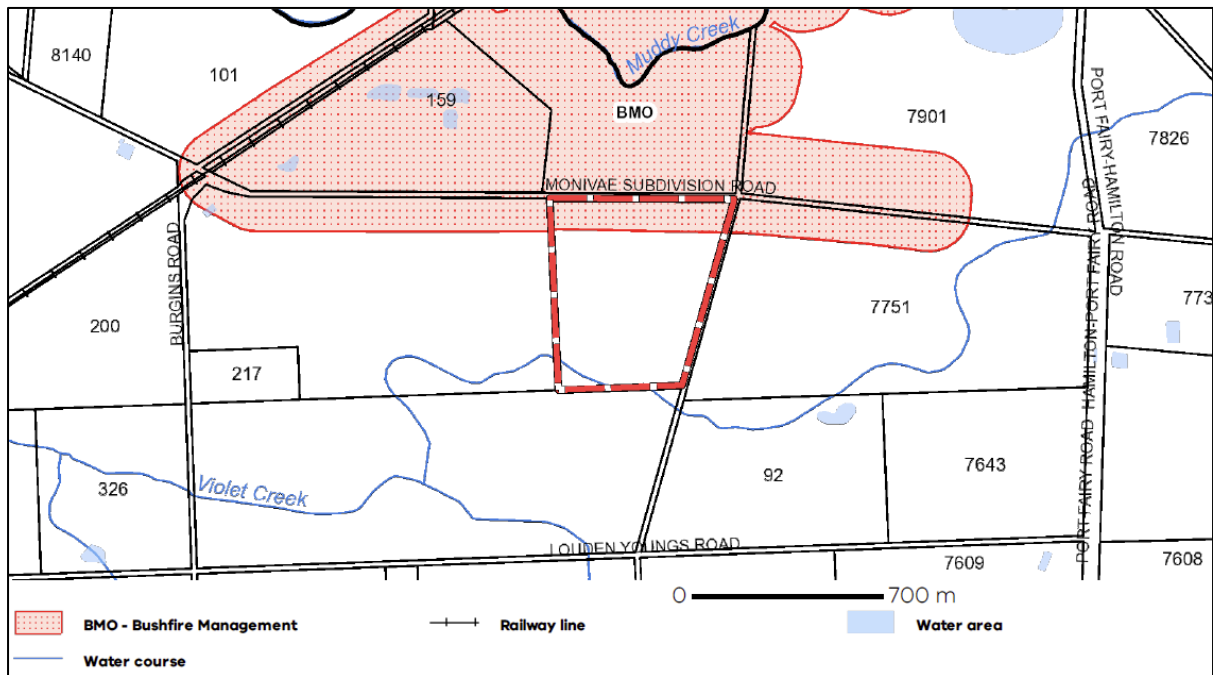 Muddy Creek
8140
101
159
BMO
7901
7826
PORT FAIRY-HAMILTON ROAD
MONIVAE SUBDIVISION ROAD
BURGINS ROAD
200
7751
773
217
PORT FAIRY ROAD HAMILTON-PORT FAIRY ROAD
326
Violet Creek
92
7643
LOUDEN YOUNGS ROAD
7609
7608
0 700 m
BMO - Bushfire Management
Railway line
Water area
Water course